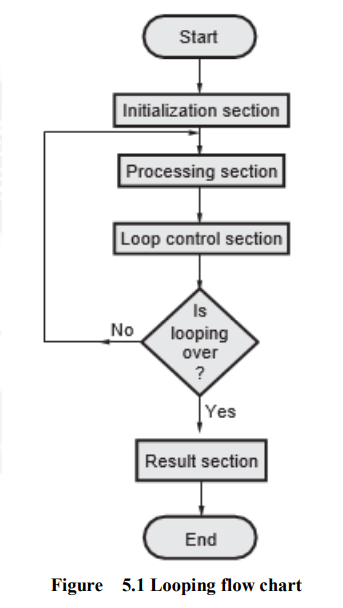 Start
Initialization section
Processing section
Loop control section
Is
looping
over
?
No
Yes
Result section
End
Figure 5.1 Looping flow chart